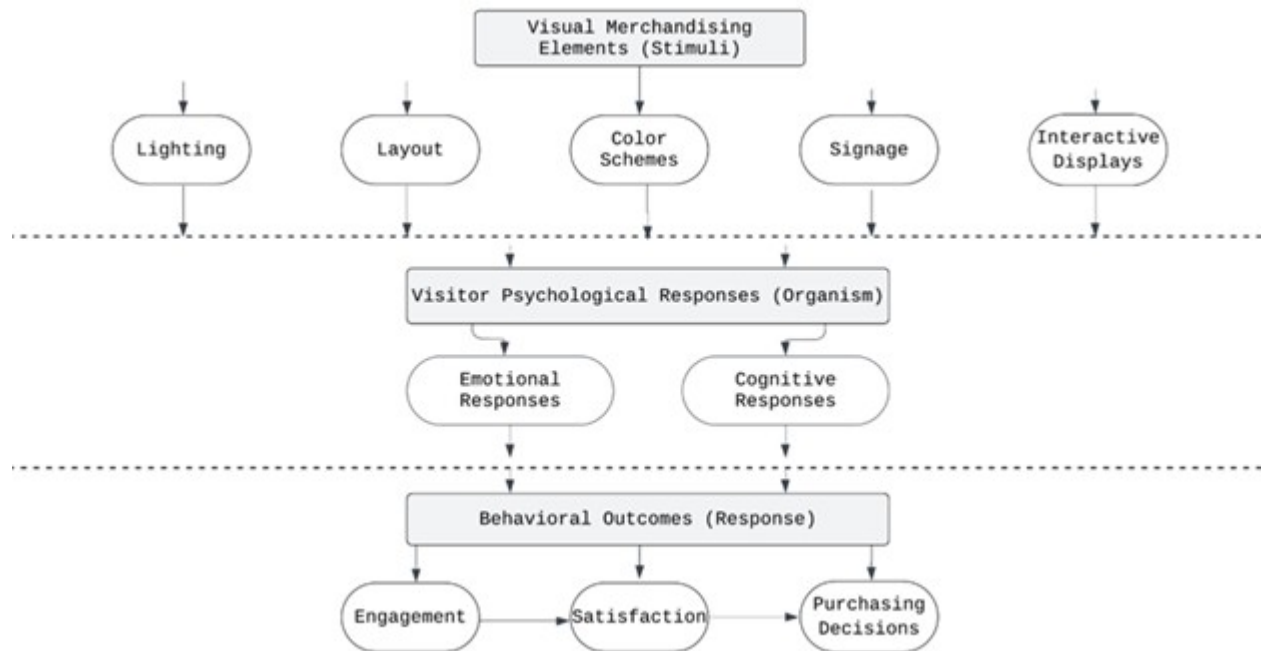 Visual Merchandising
Elements (Stimuli)
Lighting
Layout
Color
Schemes
Signage
Interactive
Displays
Visitor Psychological Responses (Organism)
Emotional
Responses
Cognitive
Responses
Behavioral Outcomes (Response)
Engagement
Satisfaction
Purchasing
Decisions